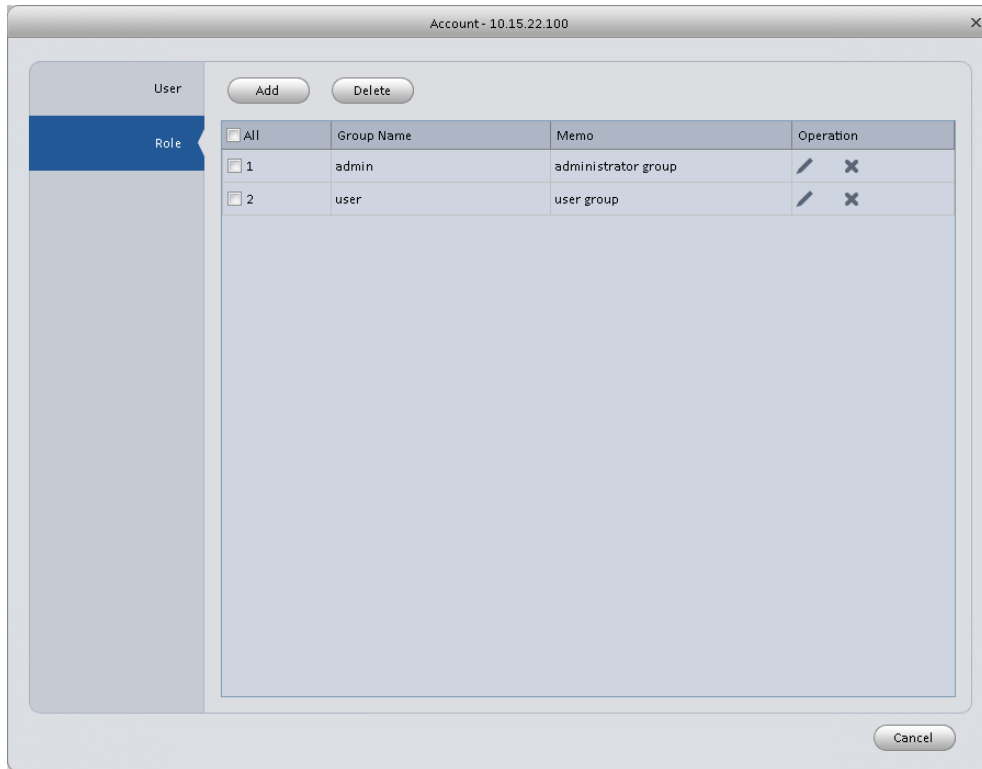 Account - 10.15.22.100
User
Role
Add Delete
All Group Name Memo Operation
1 admin administrator group
2 user user group
Cancel